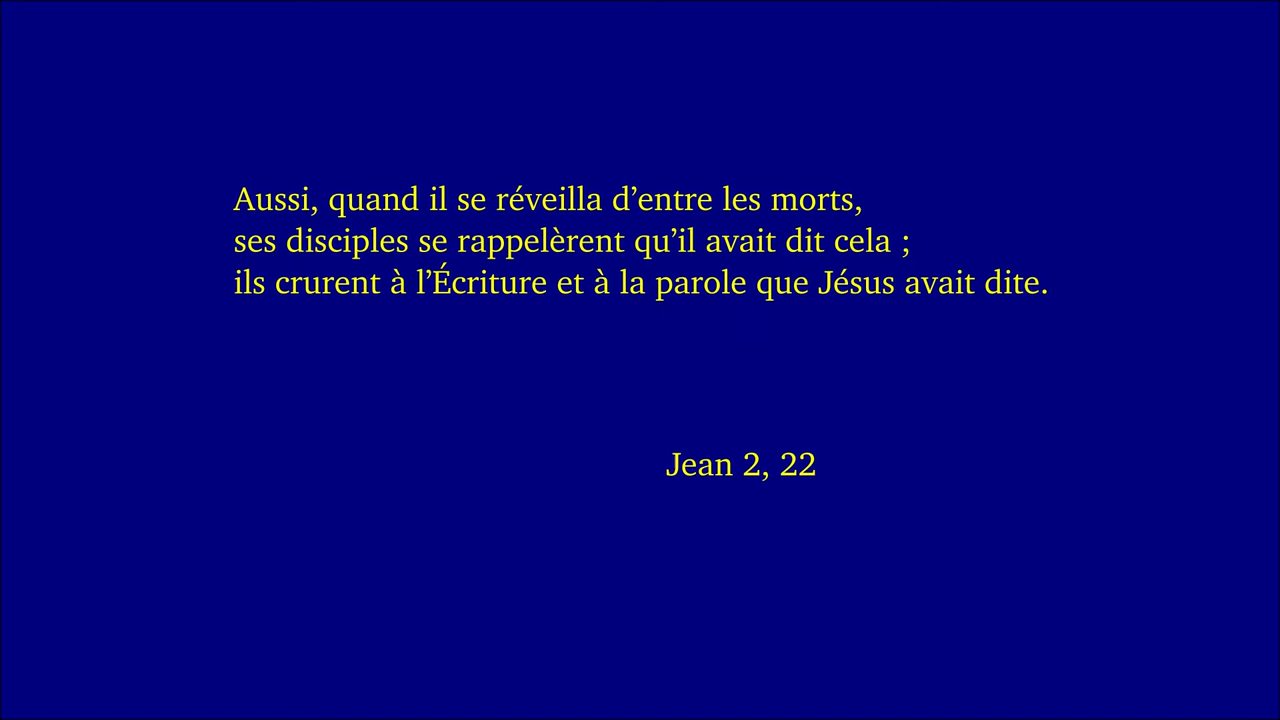 Aussi, quand il se réveilla d’entre les morts,
ses disciples se rappelèrent qu’il avait dit cela ;
ils crurent à l’Écriture et à la parole que Jésus avait dite.
Jean 2, 22